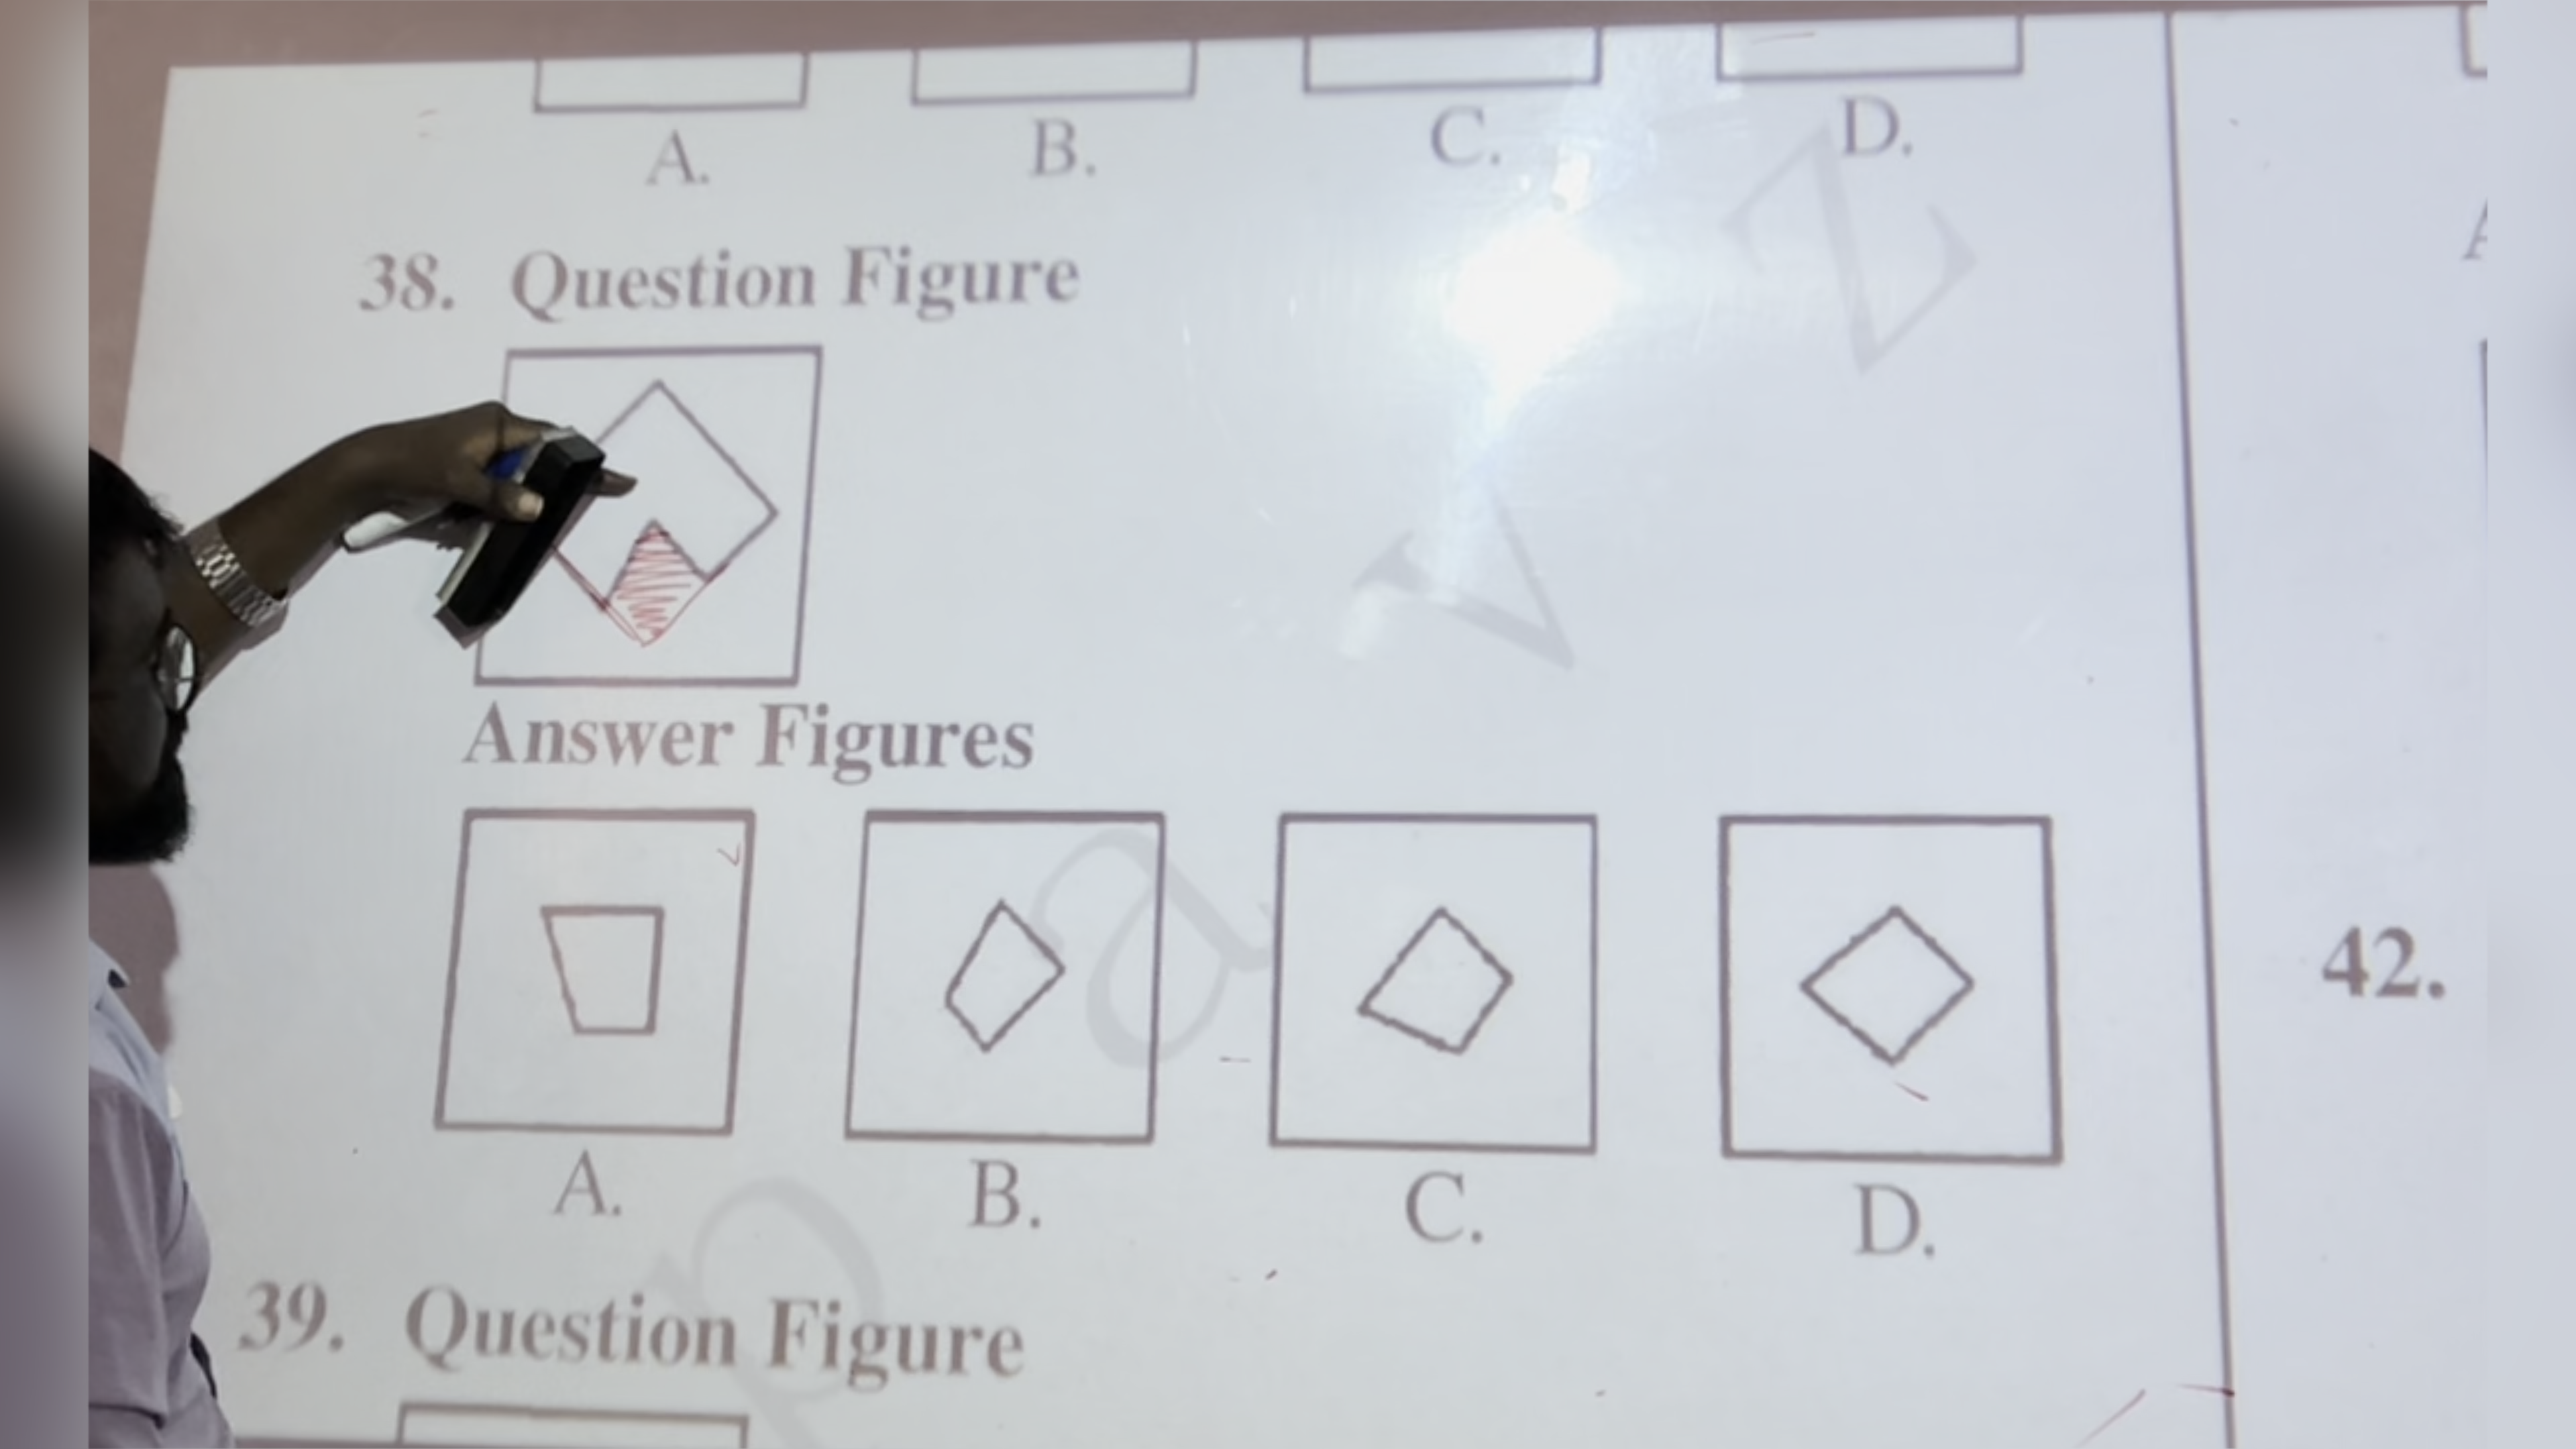 A. B. C. D.
38. Question Figure
Answer Figures
A. B. C. D.
39. Question Figure
42.